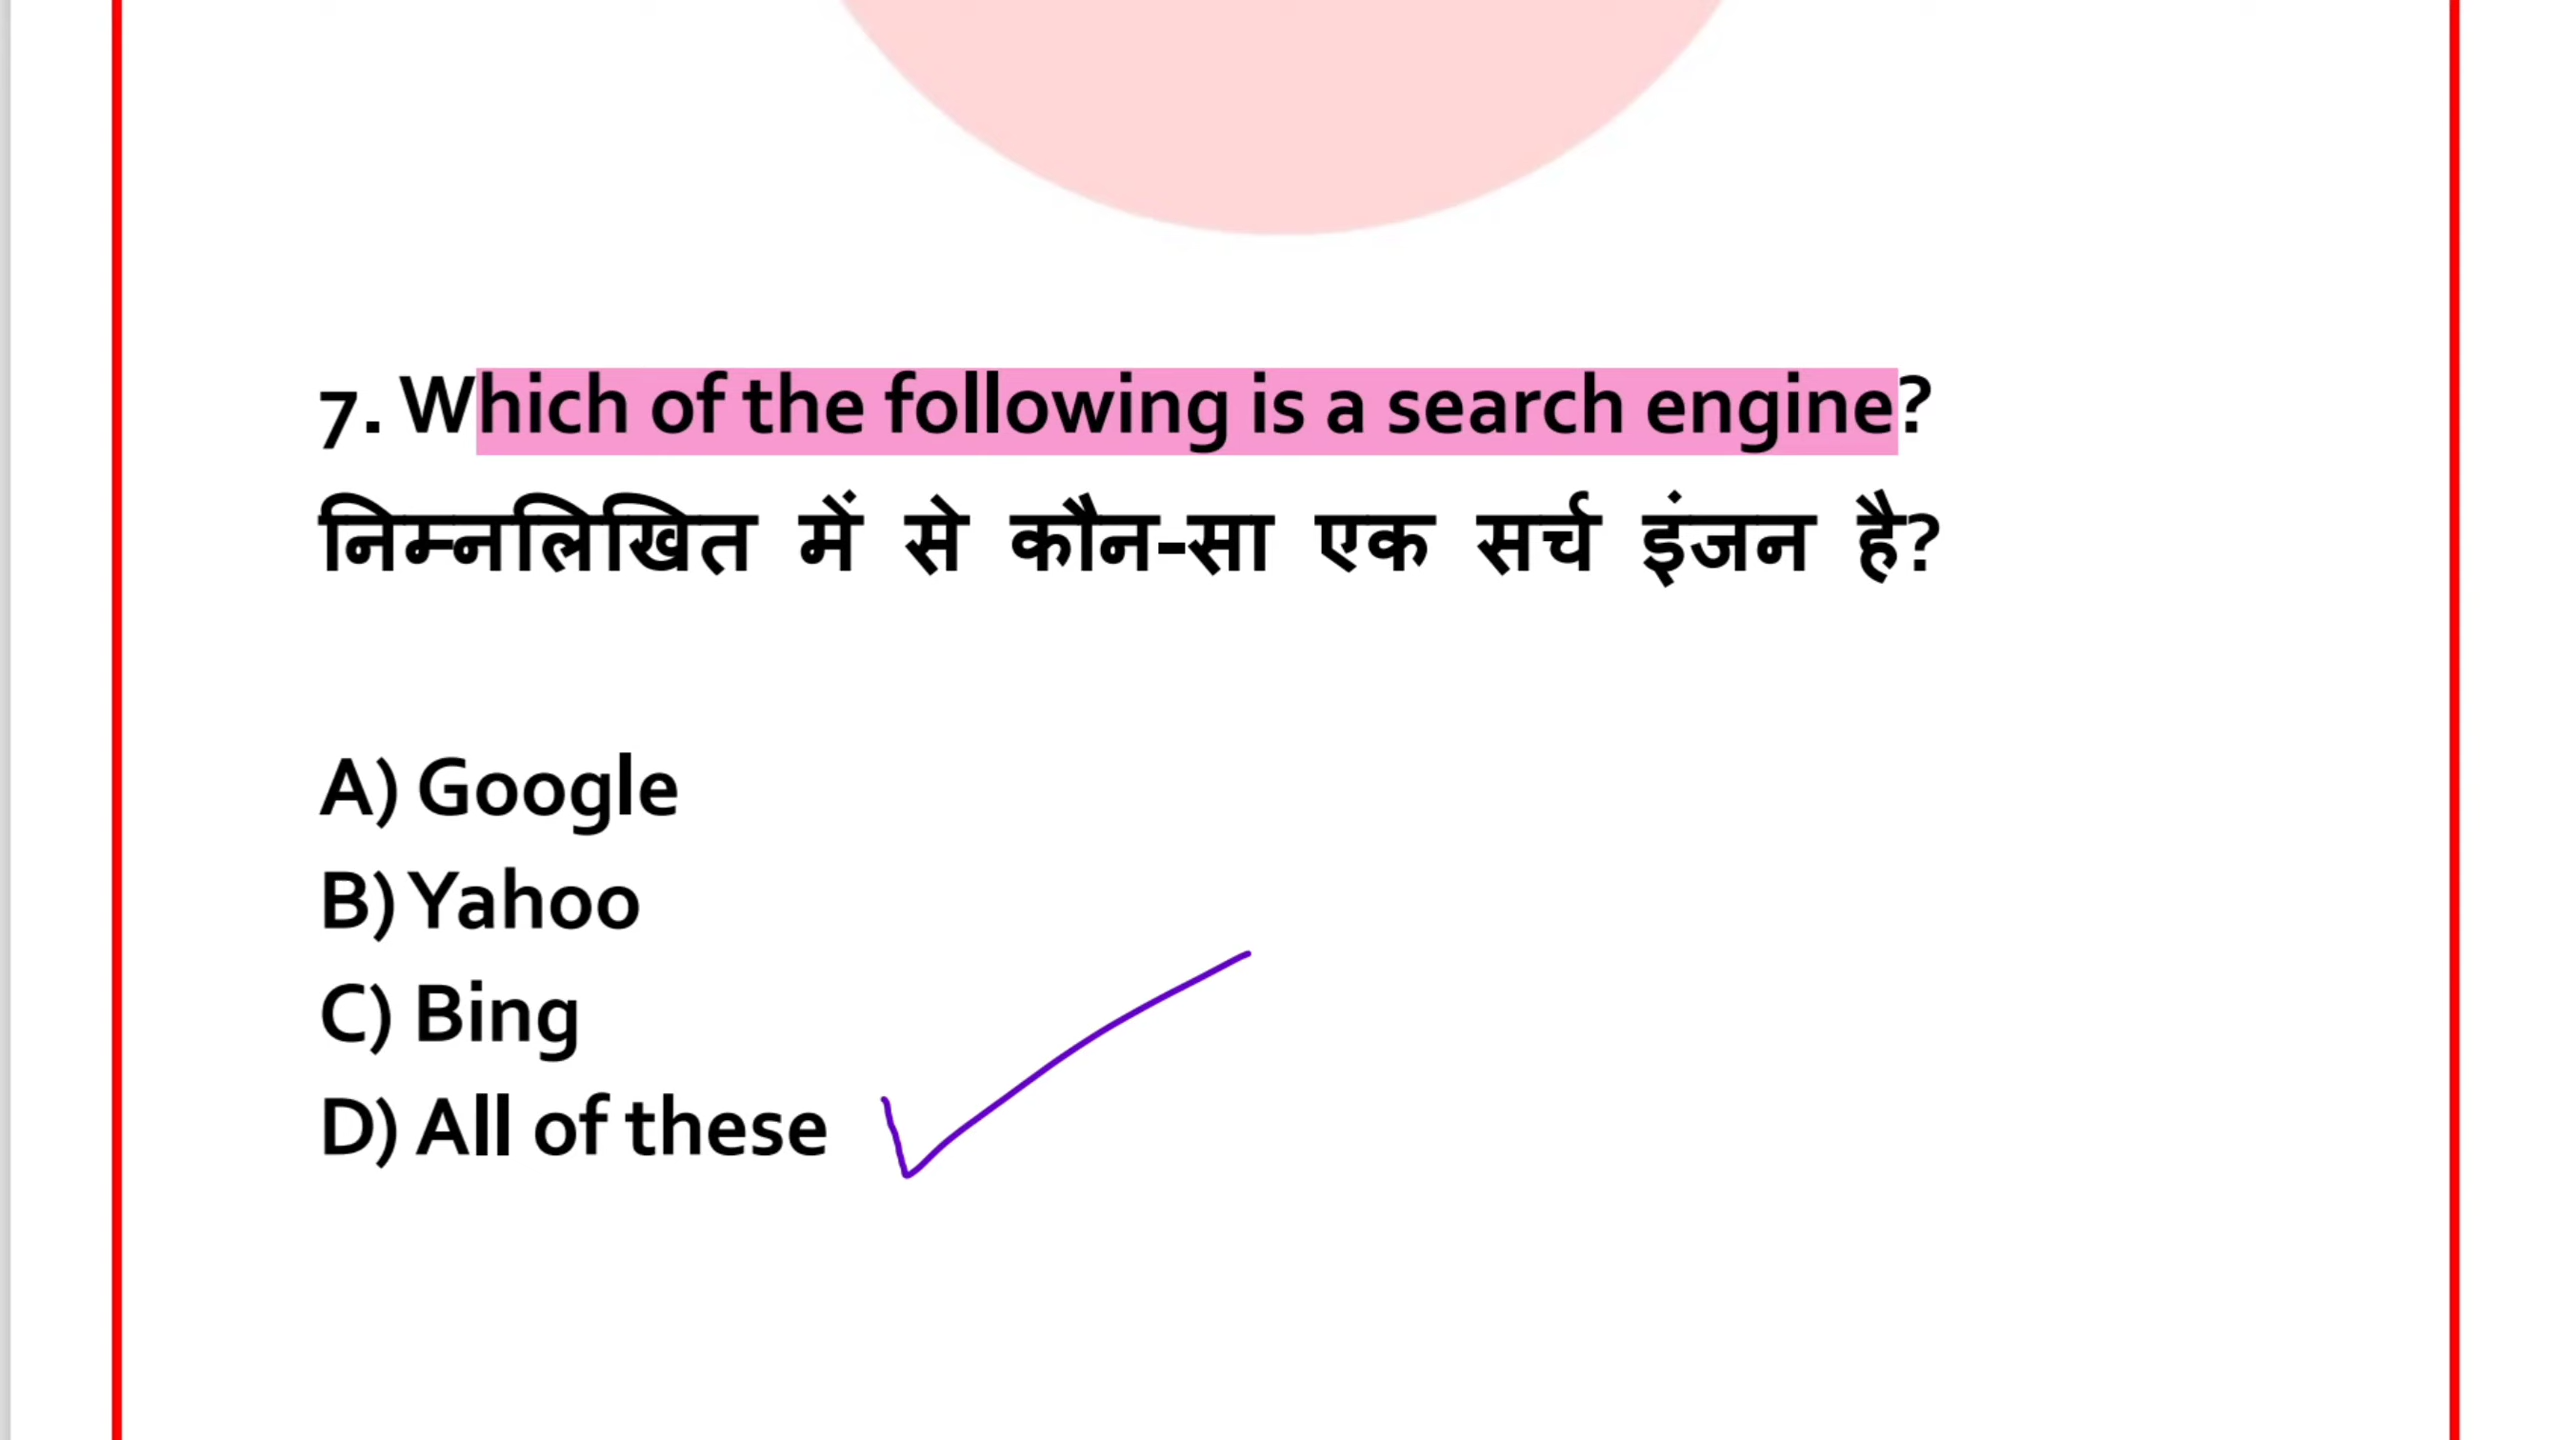 7. Which of the following is a search engine?
निम्नलिखित में से कौन-सा एक सर्च इंजन है?
A) Google
B) Yahoo
C) Bing
D) All of these